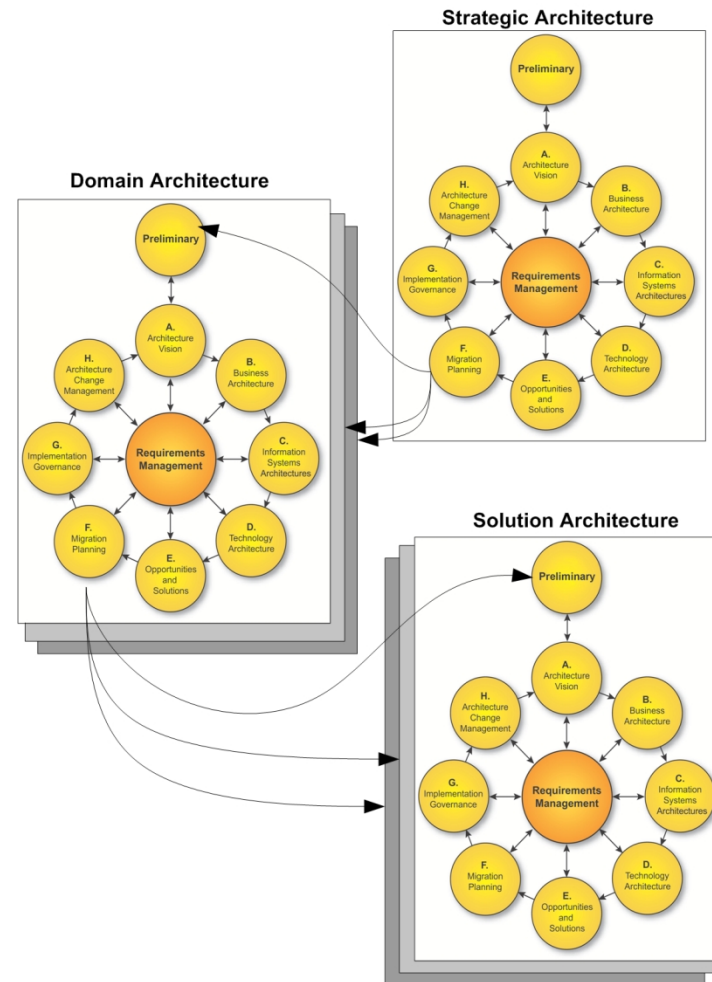 Strategic Architecture
Preliminary
A.
Architecture
Vision
B.
Business
Architecture
C.
Information
Systems
Architectures
D.
Technology
Architecture
E.
Opportunities
and
Solutions
F.
Migration
Planning
G.
Implementation
Governance
H.
Architecture
Change
Management
Requirements
Management
Domain Architecture
Preliminary
A.
Architecture
Vision
B.
Business
Architecture
C.
Information
Systems
Architectures
D.
Technology
Architecture
E.
Opportunities
and
Solutions
F.
Migration
Planning
G.
Implementation
Governance
H.
Architecture
Change
Management
Requirements
Management
Solution Architecture
Preliminary
A.
Architecture
Vision
B.
Business
Architecture
C.
Information
Systems
Architectures
D.
Technology
Architecture
E.
Opportunities
and
Solutions
F.
Migration
Planning
G.
Implementation
Governance
H.
Architecture
Change
Management
Requirements
Management